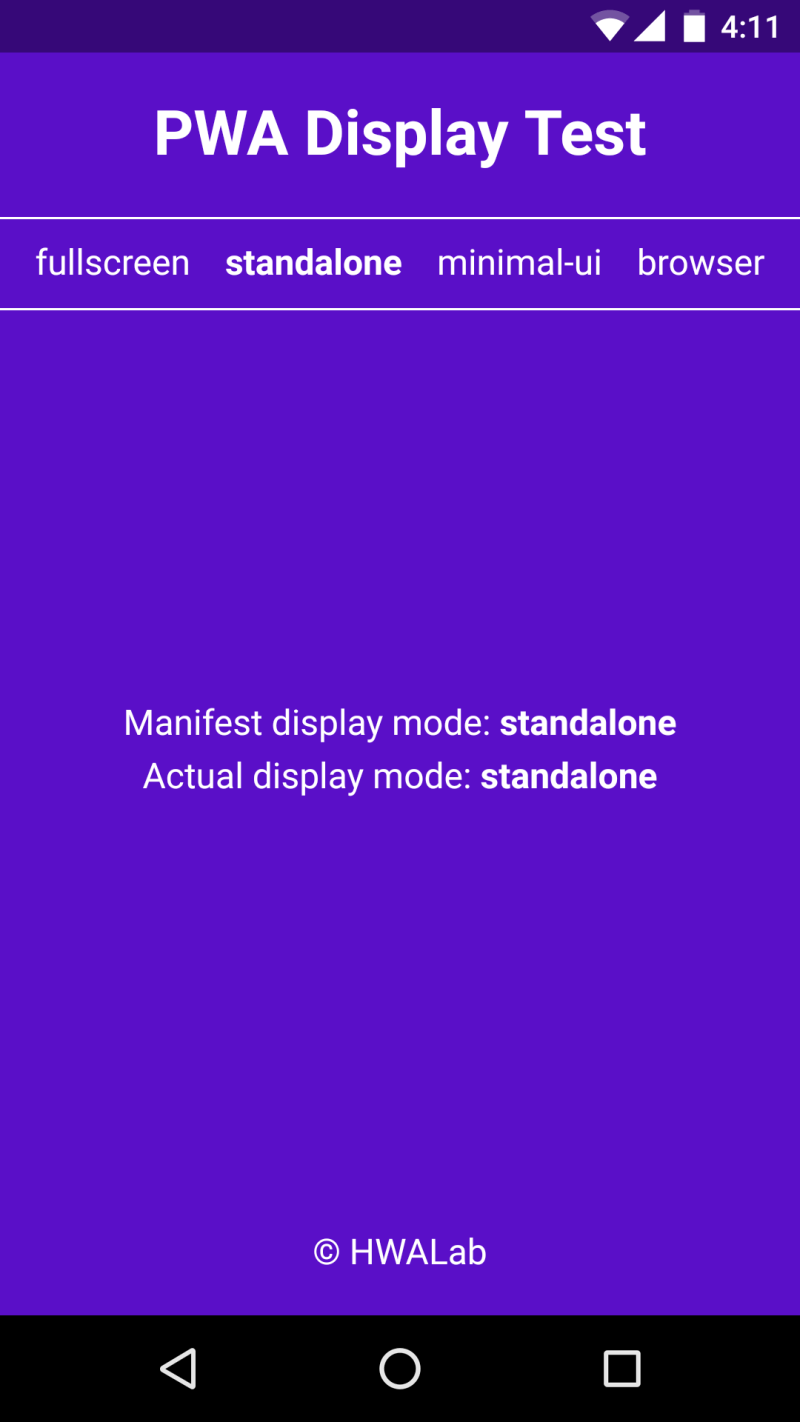 4:11
PWA Display Test
fullscreen standalone minimal-ui browser
Manifest display mode: standalone
Actual display mode: standalone
© HWALab